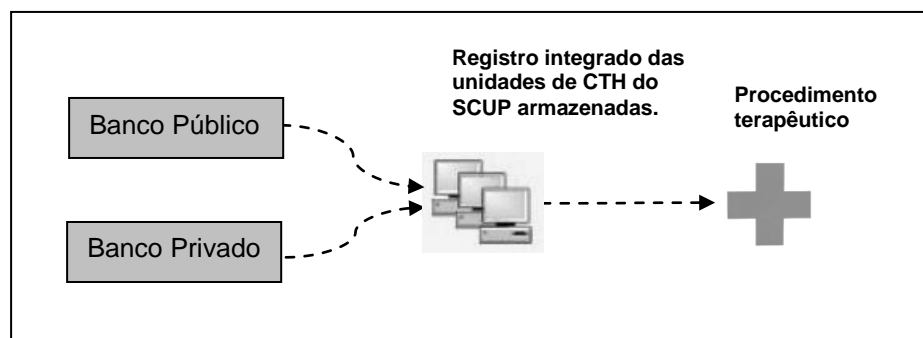 Registro integrado das
unidades de CTH do
SCUP armazenadas.
Procedimento
terapêutico
Banco Público
Banco Privado